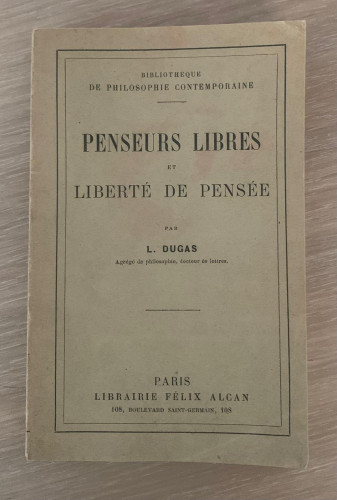 BIBLIOTHÈQUE
DE PHILOSOPHIE CONTEMPORAINE
PENSEURS LIBRES
ET
LIBERTÉ DE PENSÉE
PAR
L. DUGAS
Agrégé de philosophie, docteur ès lettres.
PARIS
LIBRAIRIE FÉLIX ALCAN
108, BOULEVARD SAINT-GERMAIN, 108